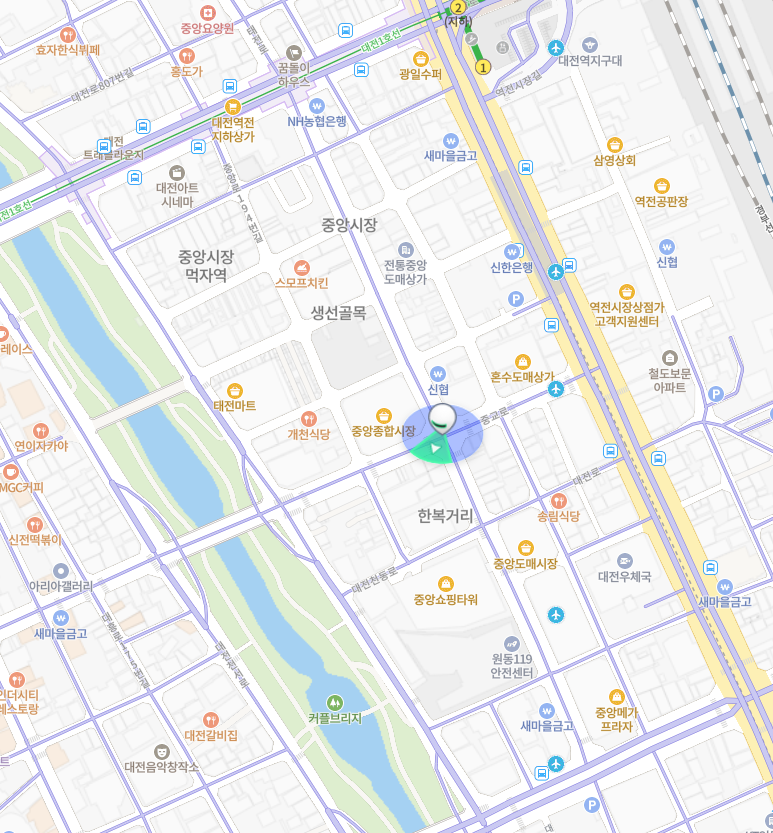 2
(지하)
1
중앙요양원
효자한식뷔페
홍도가
꿈돌이
하우스
대전1호선
광일수퍼
대전역지구대
역전시장길
대전로807번길
대전역전
지하상가
NH농협은행
대전
트래블라운지
새마을금고
삼영상회
대전아트
시네마
역전공판장
중앙로194번길
중앙시장
중앙시장
먹자역
전통중앙
도매상가
신한은행
신협
스모프치킨
생선골목
P
역전시장상점가
고객지원센터
레이스
신협
혼수도매상가
철도보문
아파트
P
태전마트
개천식당
중앙종합시장
중교로
연이자카야
MGC커피
대전로
한복거리
송림식당
신전떡볶이
중앙도매시장
대전우체국
아리아갤러리
대전천동로
중앙쇼핑타워
새마을금고
새마을금고
원동119
안전센터
대전천서로
인더시티
레스토랑
커플브리지
새마을금고
중앙메가
프라자
대전갈비집
대전음악창작소
P